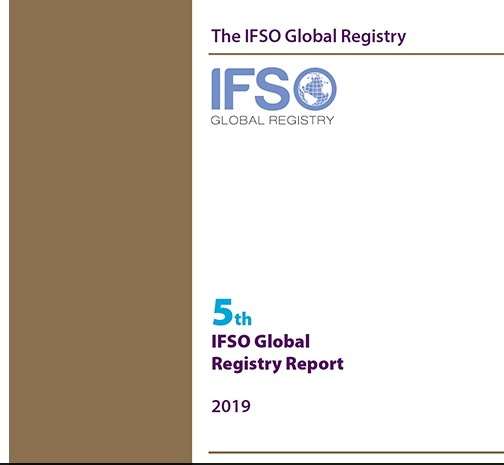 The IFSO Global Registry
IFSO
GLOBAL REGISTRY
5th
IFSO Global
Registry Report
2019